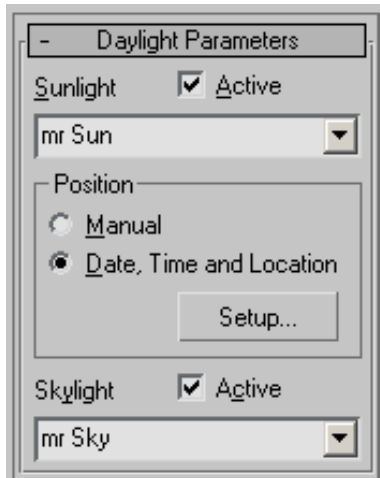 - Daylight Parameters
Sunlight Active
mr Sun
Position
Manual
Date, Time and Location
Setup...
Skylight Active
mr Sky